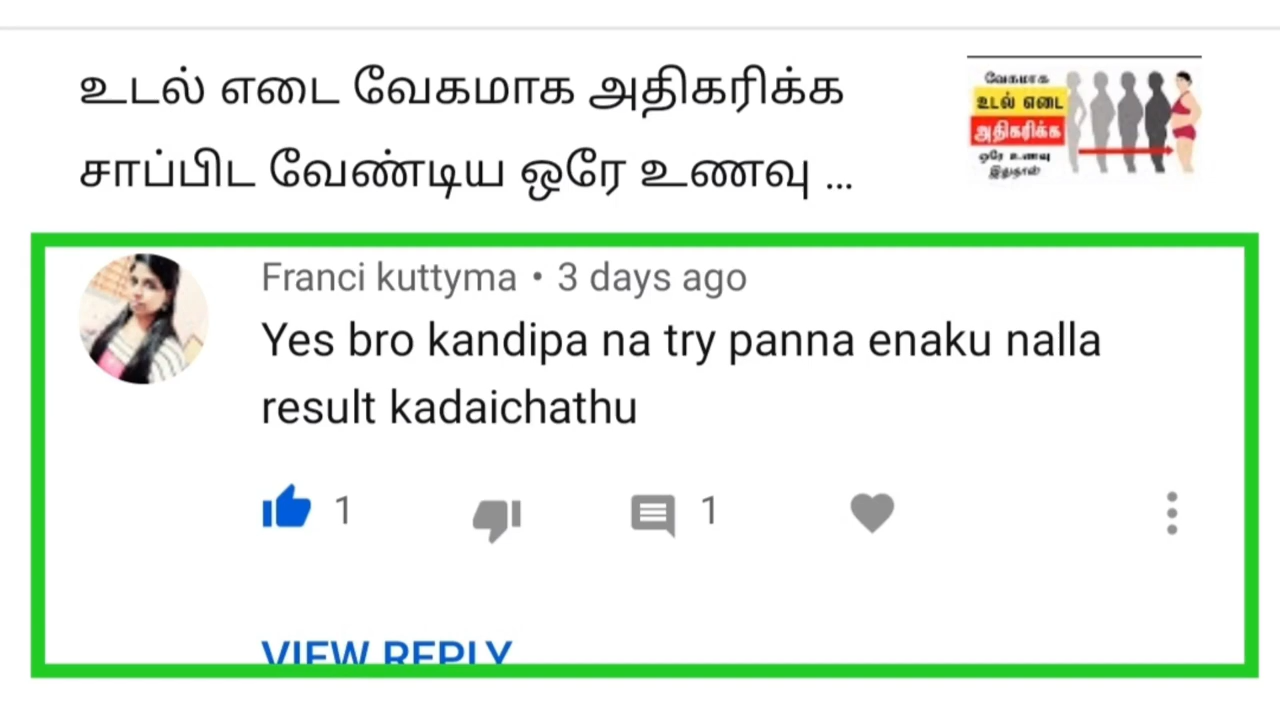 உடல் எடை வேகமாக அதிகரிக்க
சாப்பிட வேண்டிய ஒரே உணவு ...
வேகமாக
உடல் எடை
அதிகரிக்க
ஒரே உணவு
இதுதான்
Franci kuttyma • 3 days ago
Yes bro kandipa na try panna enaku nalla
result kadaichathu
1
1
VIEW REPLY